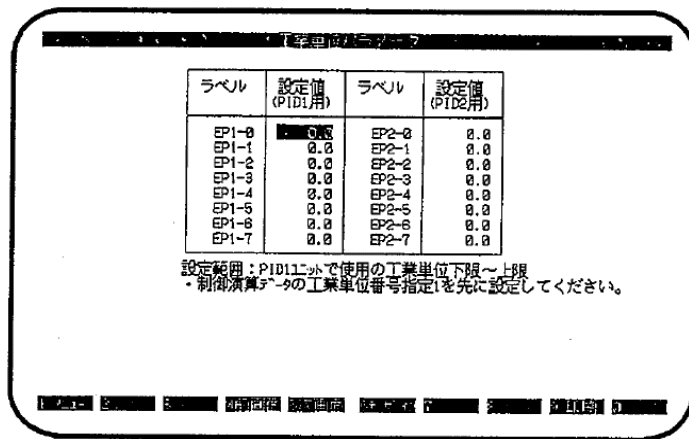 ラベル 設定値 ラベル 設定値
(PID1用) (PID2用)
EP1-0 0.0 EP2-0 0.0
EP1-1 0.0 EP2-1 0.0
EP1-2 0.0 EP2-2 0.0
EP1-3 0.0 EP2-3 0.0
EP1-4 0.0 EP2-4 0.0
EP1-5 0.0 EP2-5 0.0
EP1-6 0.0 EP2-6 0.0
EP1-7 0.0 EP2-7 0.0
設定範囲：PID1ユニットで使用の工業単位下限～上限
・制御演算データの工業単位番号指定1を先に設定してください。